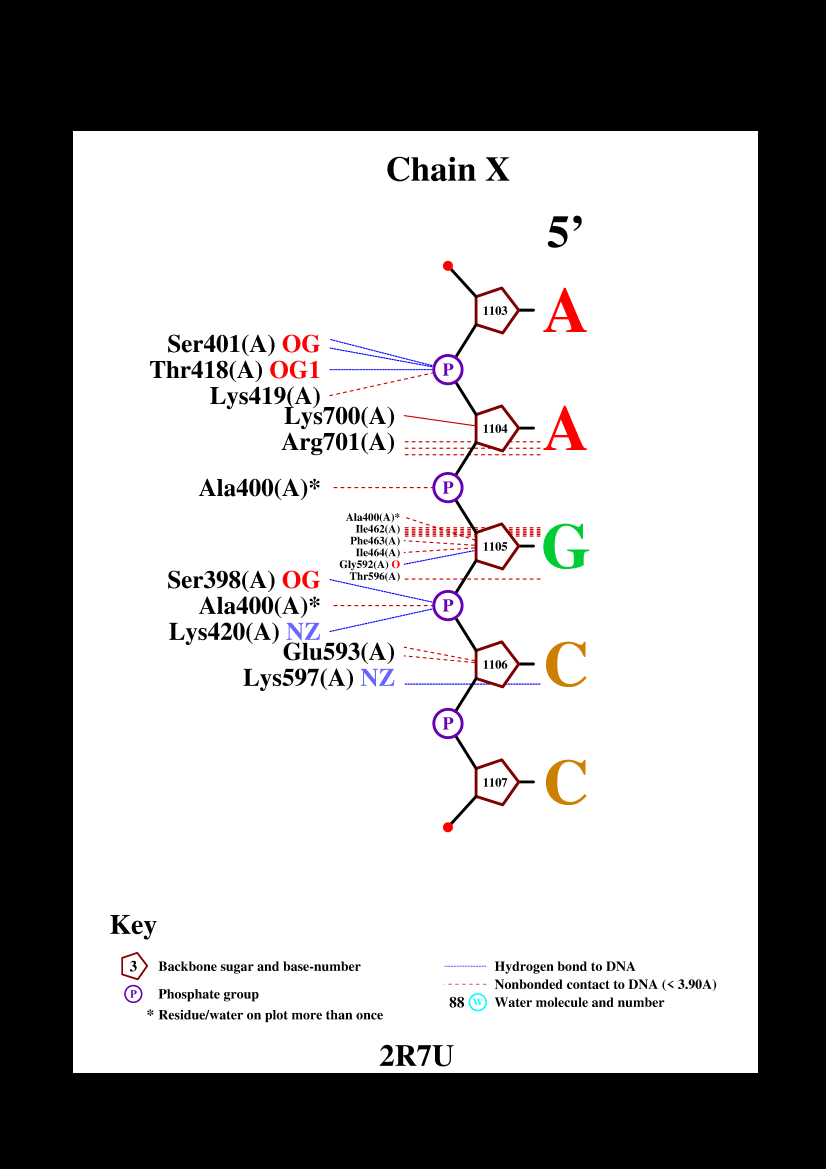 Chain X
5’
1103 A
Ser401(A) OG
P
Thr418(A) OG1
Lys419(A)
Lys700(A)
1104 A
Arg701(A)
Ala400(A)*
P
Ala400(A)*
Ile462(A)
Phe463(A)
1105 G
Ile464(A)
Gly592(A) O
Thr596(A)
Ser398(A) OG
Ala400(A)*
P
Lys420(A) NZ
Glu593(A)
1106 C
Lys597(A) NZ
P
1107 C
Key
3 Backbone sugar and base-number
P Phosphate group
* Residue/water on plot more than once
Hydrogen bond to DNA
Nonbonded contact to DNA (< 3.90A)
88 W Water molecule and number
2R7U